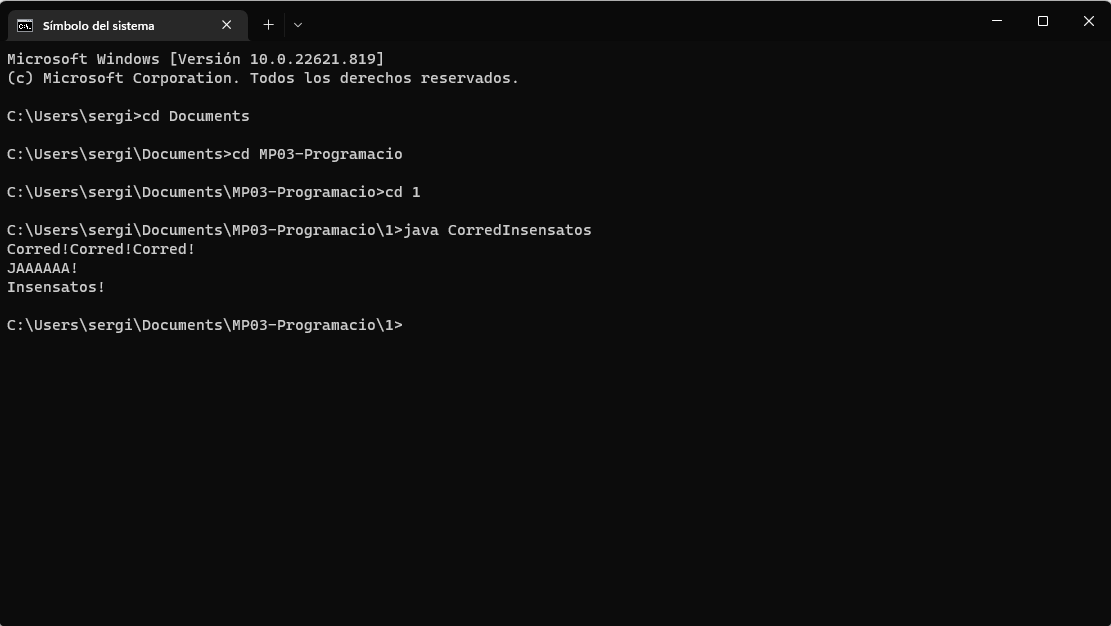 Símbolo del sistema
Microsoft Windows [Versión 10.0.22621.819]
(c) Microsoft Corporation. Todos los derechos reservados.
C:\Users\sergi>cd Documents
C:\Users\sergi\Documents>cd MP03-Programacio
C:\Users\sergi\Documents\MP03-Programacio>cd 1
C:\Users\sergi\Documents\MP03-Programacio\1>java CorredInsensatos
Corred!Corred!Corred!
JAAAAAA!
Insensatos!
C:\Users\sergi\Documents\MP03-Programacio\1>